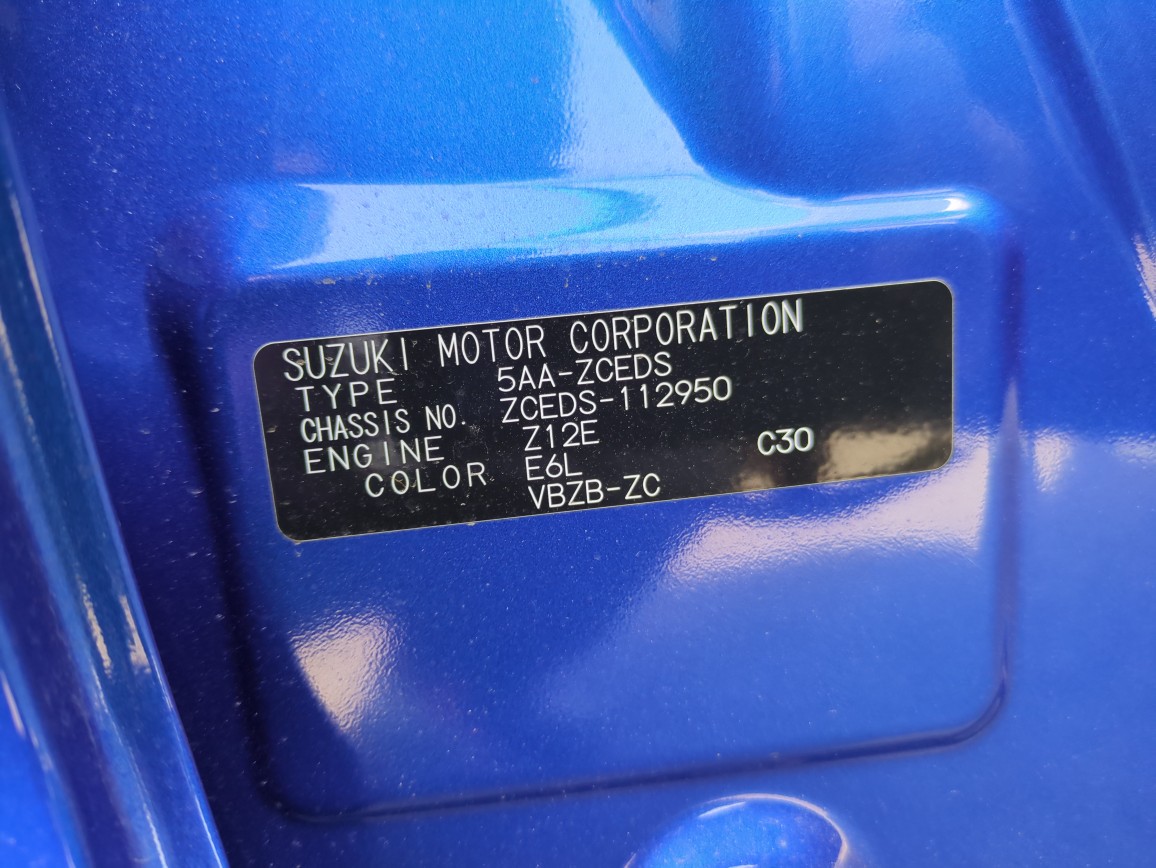 SUZUKI MOTOR CORPORATION
TYPE 5AA-ZCEDS
CHASSIS NO. ZCEDS-112950
ENGINE Z12E
COLOR E6L C30
VBZB-ZC